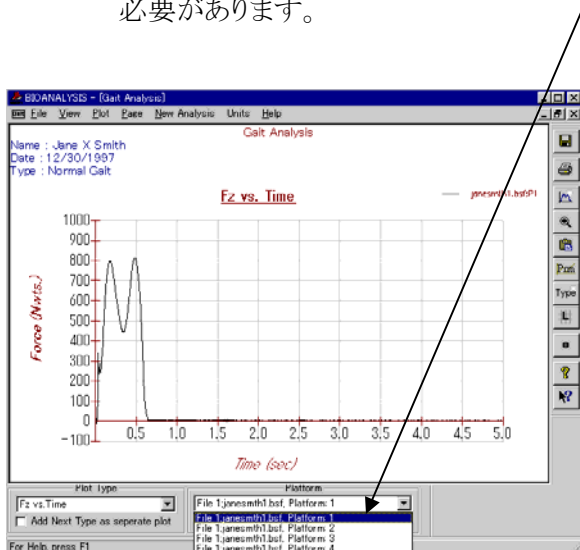 必要があります。
BIOANALYSIS - [Gait Analysis]
File View Plot Page New Analysis Units Help
Gait Analysis
Name : Jane X Smith
Date : 12/30/1997
Type : Normal Gait
Fz vs. Time
janesmth1.bsf:P1
1000
900
800
700
600
500
400
300
200
100
0
-100
Force (Nwts.)
0.5 1.0 1.5 2.0 2.5 3.0 3.5 4.0 4.5 5.0
Time (sec)
Print
Type
L
Plot Type
Platform
Fz vs.Time
File 1:janesmth1.bsf, Platform: 1
Add Next Type as seperate plot
File 1:janesmth1.bsf, Platform: 1
File 1:janesmth1.bsf, Platform: 2
File 1:janesmth1.bsf, Platform: 3
File 1:janesmth1.bsf, Platform: 4
For Help, press F1